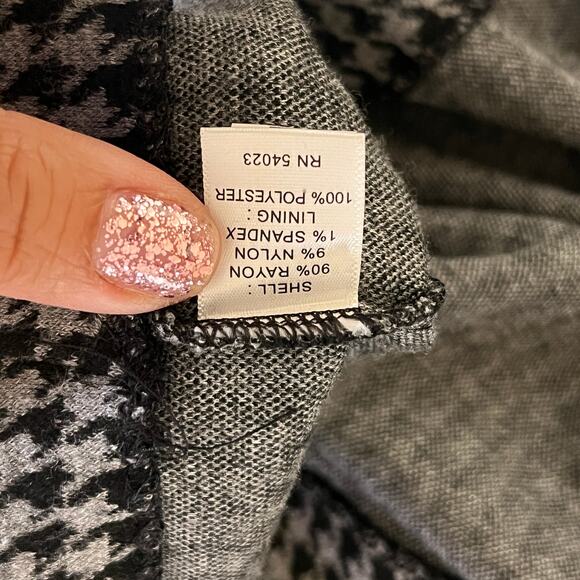 SHELL :
90% RAYON
9% NYLON
1% SPANDEX
LINING :
100% POLYESTER
RN 54023